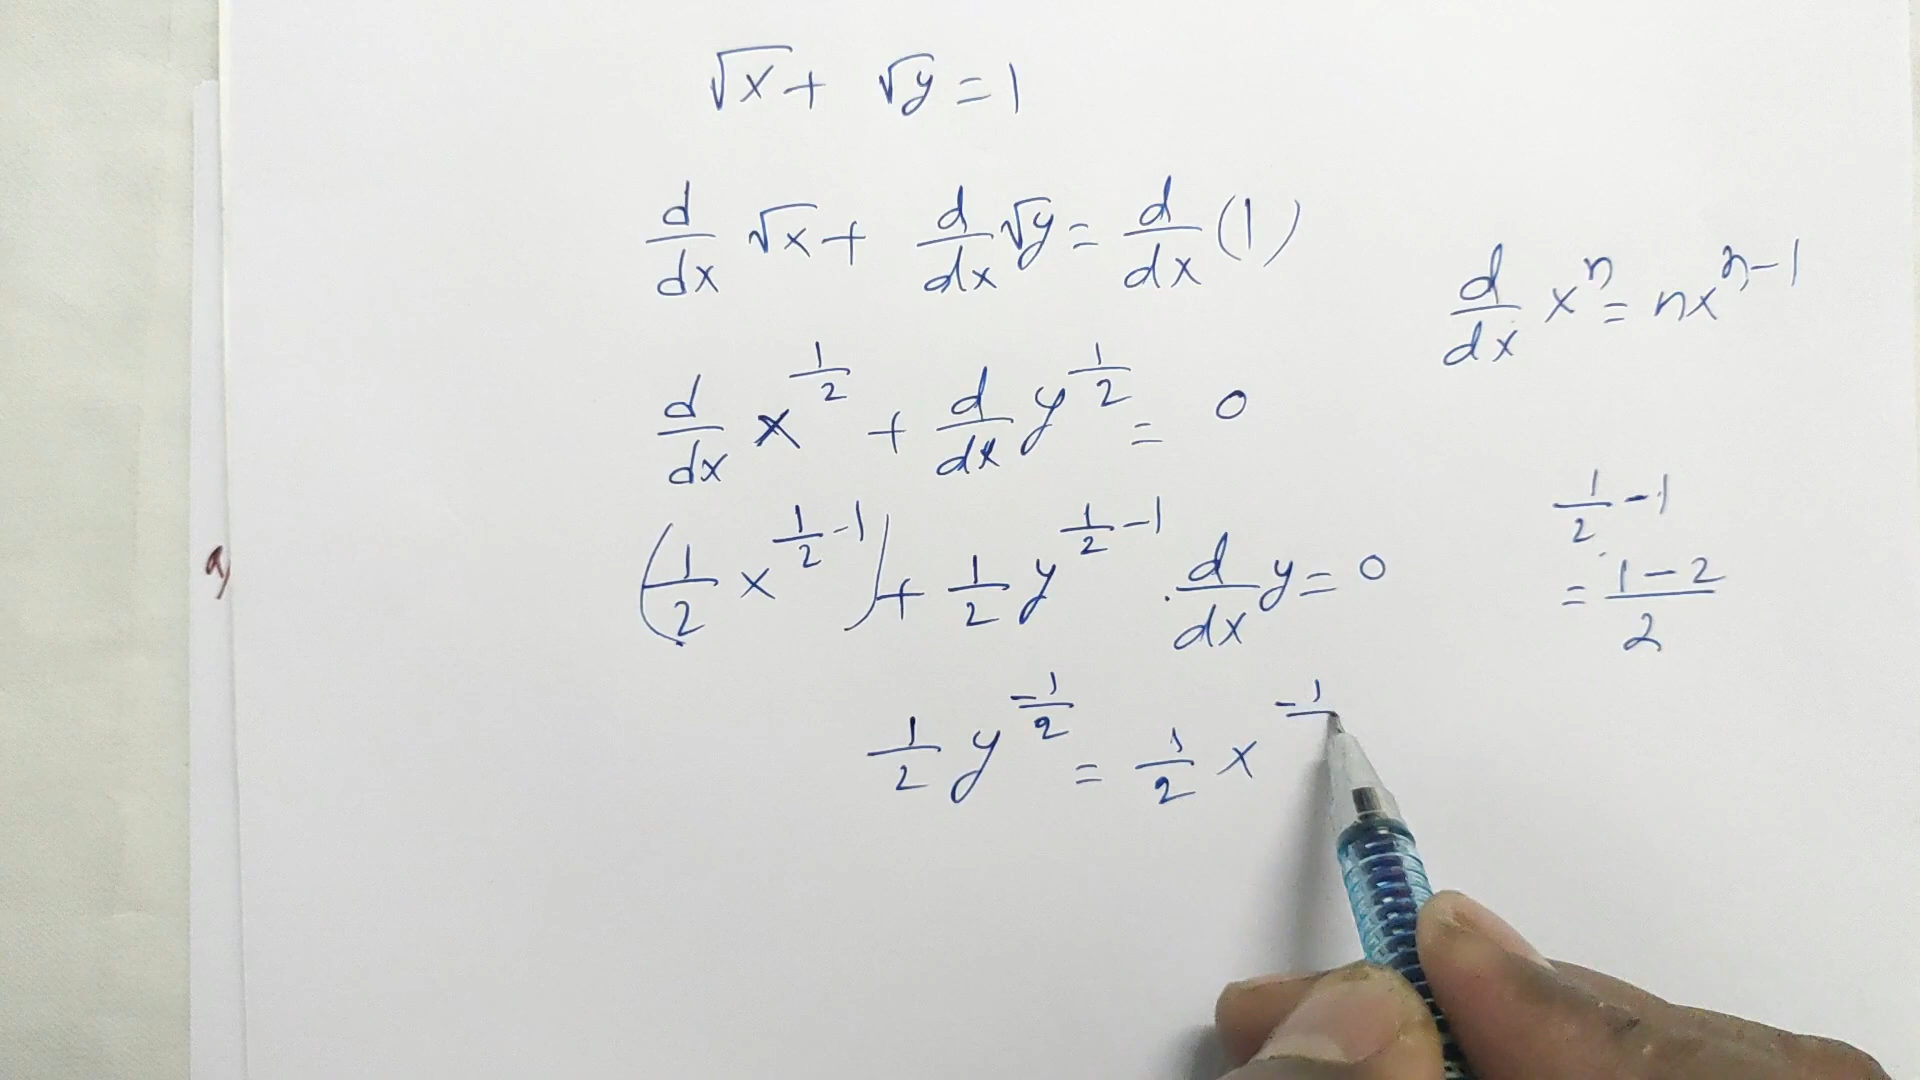 √x + √y = 1
d/dx √x + d/dx √y = d/dx (1)
d/dx x^n = nx^(n-1)
d/dx x^(1/2) + d/dx y^(1/2) = 0
(1/2 x^(1/2 - 1)) + 1/2 y^(1/2 - 1) . d/dx y = 0
1/2 - 1
= (1-2)/2
1/2 y^(-1/2) = 1/2 x^(-1/
a)